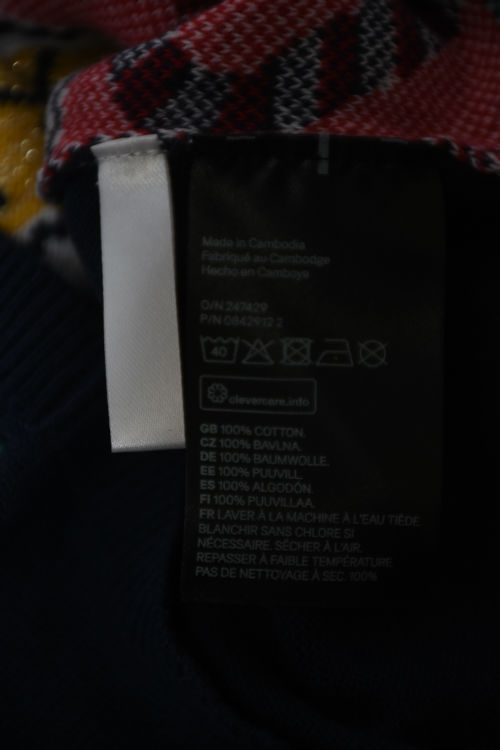 Made in Cambodia
Fabriqué au Cambodge
Hecho en Camboya
O/N 247429
P/N 0842912 2
40
clevercare.info
GB 100% COTTON.
CZ 100% BAVLNA.
DE 100% BAUMWOLLE.
EE 100% PUUVILL.
ES 100% ALGODÓN.
FI 100% PUUVILLAA.
FR LAVER À LA MACHINE À L'EAU TIÈDE.
BLANCHIR SANS CHLORE SI
NÉCESSAIRE. SÉCHER À L'AIR.
REPASSER À FAIBLE TEMPÉRATURE.
PAS DE NETTOYAGE À SEC. 100%